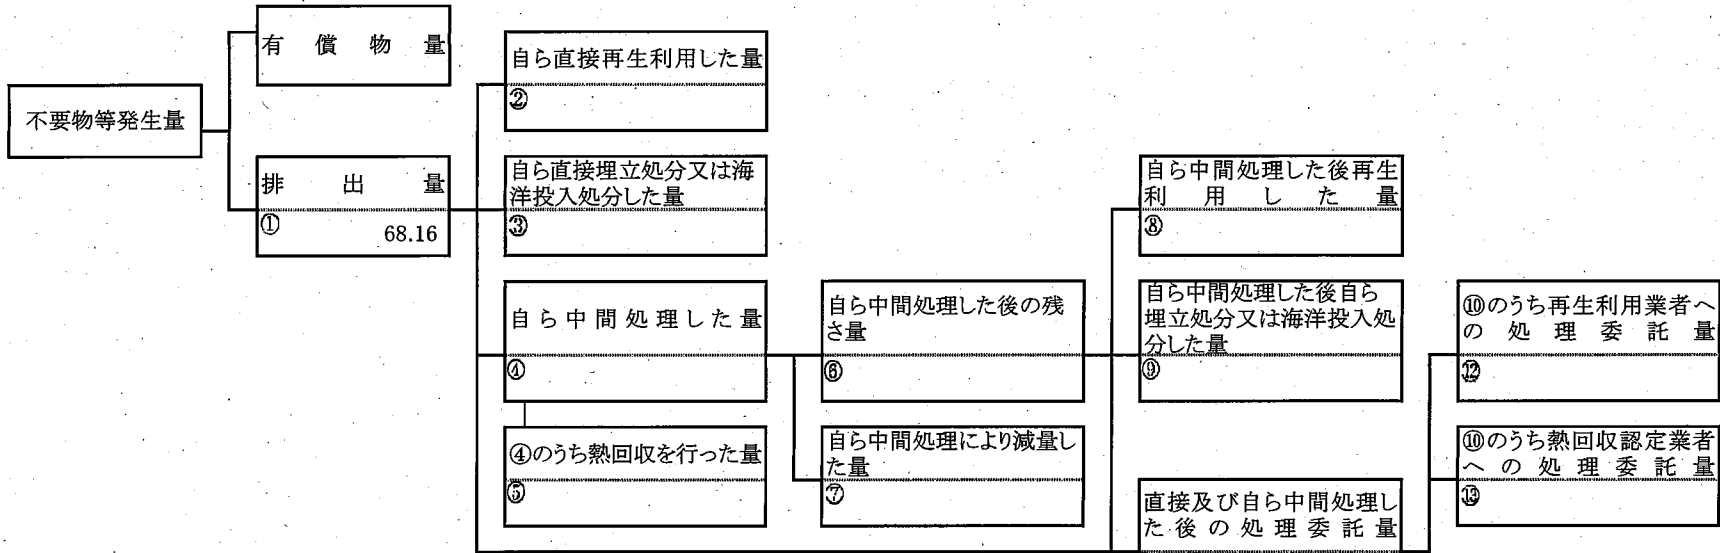 有償物量
不要物等発生量
排出量
①
68.16
自ら直接再生利用した量
②
自ら直接埋立処分又は海
洋投入処分した量
③
自ら中間処理した量
④
④のうち熱回収を行った量
⑤
自ら中間処理した後の残
さ量
⑥
自ら中間処理により減量し
た量
⑦
自ら中間処理した後再生
利用した量
⑧
自ら中間処理した後自ら
埋立処分又は海洋投入処
分した量
⑨
直接及び自ら中間処理し
た後の処理委託量
⑩のうち再生利用業者へ
の処理委託量
⑫
⑩のうち熱回収認定業者
への処理委託量
⑬